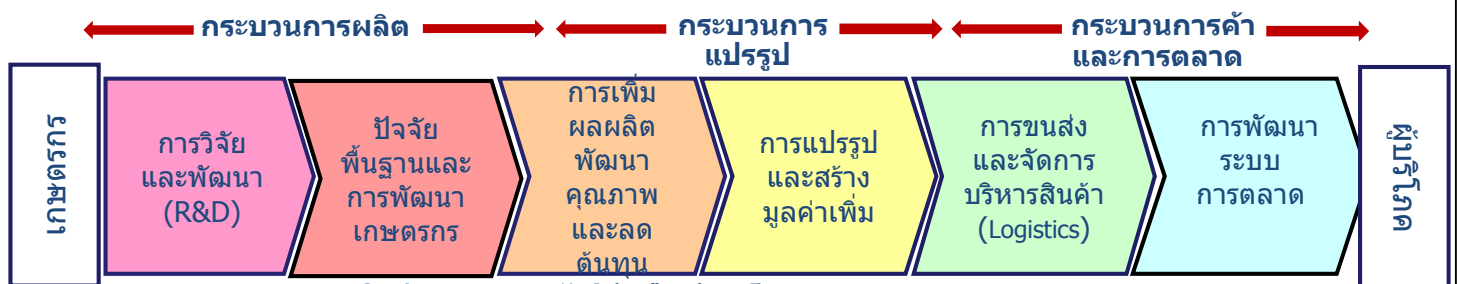 กระบวนการผลิต
กระบวนการ
แปรรูป
กระบวนการค้า
และการตลาด
เกษตรกร
การวิจัย
และพัฒนา
(R&D)
ปัจจัย
พื้นฐานและ
การพัฒนา
เกษตรกร
การเพิ่ม
ผลผลิต
พัฒนา
คุณภาพ
และลด
ต้นทุน
การแปรรูป
และสร้าง
มูลค่าเพิ่ม
การขนส่ง
และจัดการ
บริหารสินค้า
(Logistics)
การพัฒนา
ระบบ
การตลาด
ผู้บริโภค